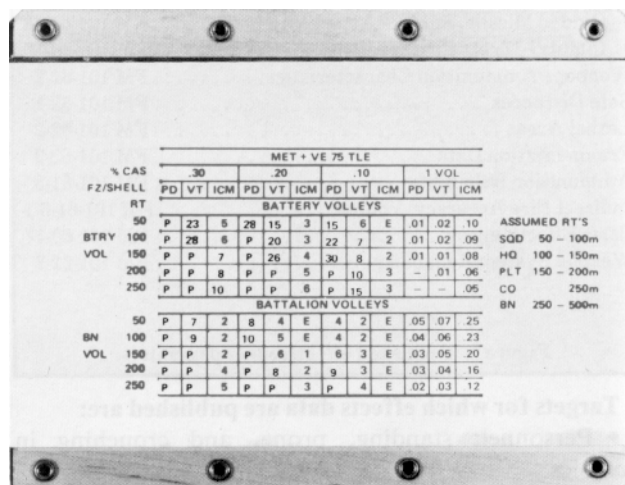 MET + VE 75 TLE
% CAS .30 .20 .10 1 VOL
FZ/SHELL PD VT ICM PD VT ICM PD VT ICM PD VT ICM
RT BATTERY VOLLEYS
50 P 23 5 28 15 3 15 6 E .01 .02 .10 ASSUMED RT'S
BTRY 100 P 28 6 P 20 3 22 7 2 .01 .02 .09 SQD 50 – 100m
VOL 150 P P 7 P 26 4 30 8 2 .01 .01 .08 HQ 100 – 150m
200 P P 8 P P 5 P 10 3 – .01 .06 PLT 150 – 200m
250 P P 10 P P 6 P 15 3 – – .05 CO 250m
BATTALION VOLLEYS BN 250 – 500m
50 P 7 2 8 4 E 4 2 E .05 .07 .25
BN 100 P 9 2 10 5 E 4 2 E .04 .06 .23
VOL 150 P P 2 P 6 1 6 3 E .03 .05 .20
200 P P 4 P 8 2 9 3 E .03 .04 .16
250 P P 5 P P 3 P 4 E .02 .03 .12
Targets for which effects data are published are:
Personnel standing, prone, and crouching in